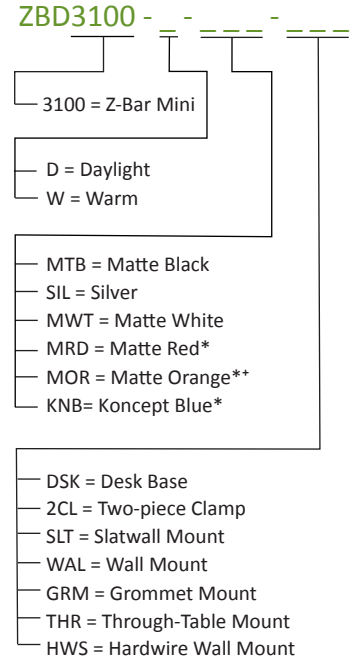 ZBD3100 - _ - _ _ _ - _ _ _
3100 = Z-Bar Mini
D = Daylight
W = Warm
MTB = Matte Black
SIL = Silver
MWT = Matte White
MRD = Matte Red*
MOR = Matte Orange*⁺
KNB= Koncept Blue*
DSK = Desk Base
2CL = Two-piece Clamp
SLT = Slatwall Mount
WAL = Wall Mount
GRM = Grommet Mount
THR = Through-Table Mount
HWS = Hardwire Wall Mount